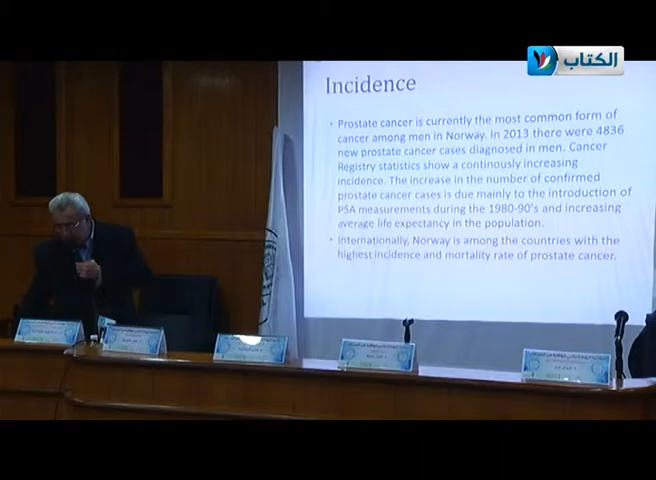 الكتاب
Incidence
• Prostate cancer is currently the most common form of
cancer among men in Norway. In 2013 there were 4836
new prostate cancer cases diagnosed in men. Cancer
Registry statistics show a continously increasing
incidence. The increase in the number of confirmed
prostate cancer cases is due mainly to the introduction of
PSA measurements during the 1980-90's and increasing
average life expectancy in the population.
• Internationally, Norway is among the countries with the
highest incidence and mortality rate of prostate cancer.